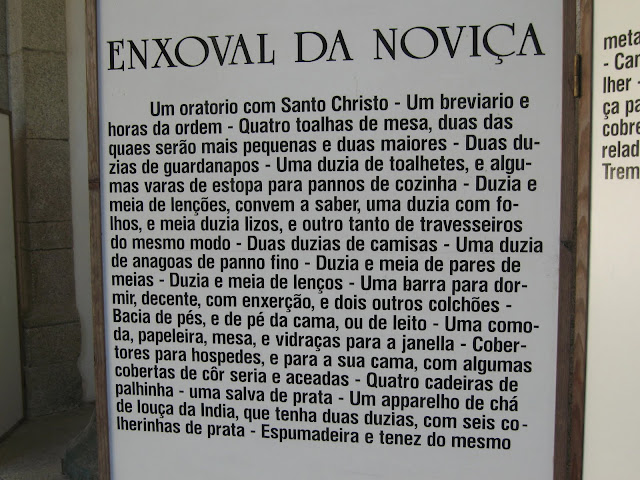 ENXOVAL DA NOVIÇA
Um oratorio com Santo Christo - Um breviario e
horas da ordem - Quatro toalhas de mesa, duas das
quaes serão mais pequenas e duas maiores - Duas du-
zias de guardanapos - Uma duzia de toalhetes, e algu-
mas varas de estopa para pannos de cozinha - Duzia e
meia de lenções, convem a saber, uma duzia com fo-
lhos, e meia duzia lizos, e outro tanto de travesseiros
do mesmo modo - Duas duzias de camisas - Uma duzia
de anagoas de panno fino - Duzia e meia de pares de
meias - Duzia e meia de lenços - Uma barra para dor-
mir, decente, com enxerção, e dois outros colchões -
Bacia de pés, e de pé da cama, ou de leito - Uma como-
da, papeleira, mesa, e vidraças para a janella - Cober-
tores para hospedes, e para a sua cama, com algumas
cobertas de côr seria e aceadas - Quatro cadeiras de
palhinha - uma salva de prata - Um apparelho de chá
de louça da India, que tenha duas duzias, com seis co-
lherinhas de prata - Espumadeira e tenez do mesmo
meta
- Can
lher -
ça pa
cobre
relad
Trem